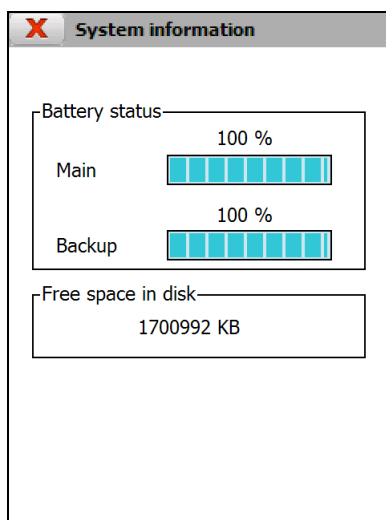 System information
Battery status
100 %
Main
100 %
Backup
Free space in disk
1700992 KB